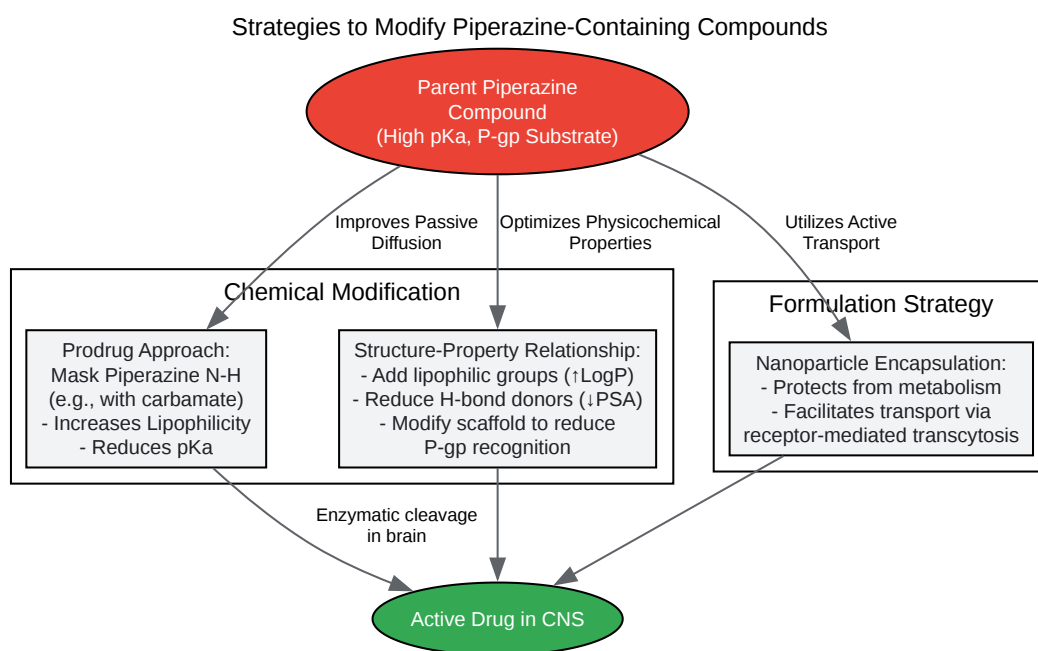 Strategies to Modify Piperazine-Containing Compounds
Parent Piperazine
Compound
(High pKa, P-gp Substrate)
Improves Passive
Diffusion
Optimizes Physicochemical
Properties
Utilizes Active
Transport
Chemical Modification
Prodrug Approach:
Mask Piperazine N-H
(e.g., with carbamate)
- Increases Lipophilicity
- Reduces pKa
Structure-Property Relationship:
- Add lipophilic groups (↑LogP)
- Reduce H-bond donors (↓PSA)
- Modify scaffold to reduce
P-gp recognition
Formulation Strategy
Nanoparticle Encapsulation:
- Protects from metabolism
- Facilitates transport via
receptor-mediated transcytosis
Enzymatic cleavage
in brain
Active Drug in CNS